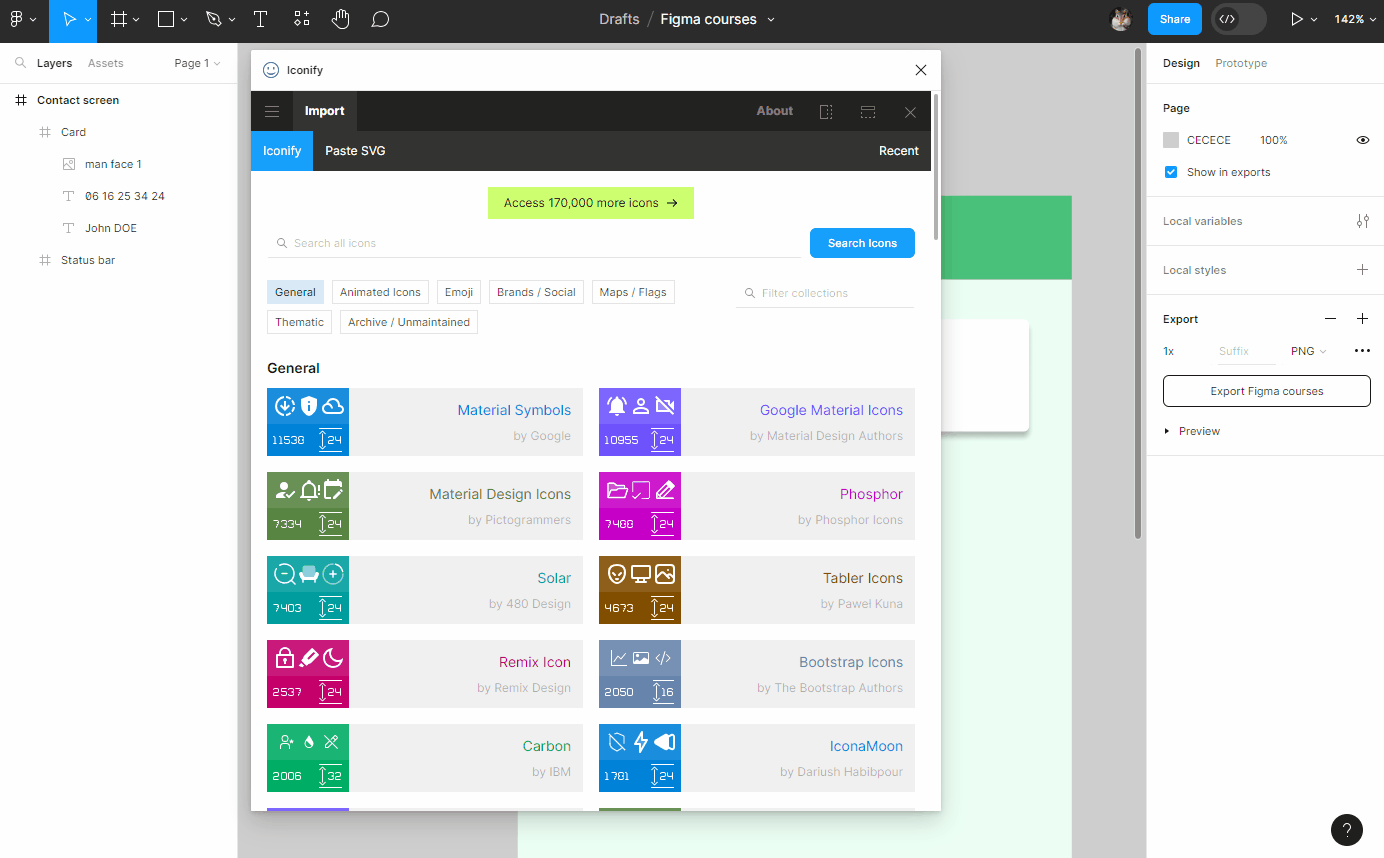 Drafts / Figma courses
Share
142%
Layers
Assets
Page 1
Contact screen
Card
man face 1
06 16 25 34 24
John DOE
Status bar
Iconify
Import
About
Iconify
Paste SVG
Recent
Access 170,000 more icons →
Search all icons
Search Icons
General
Animated Icons
Emoji
Brands / Social
Maps / Flags
Filter collections
Thematic
Archive / Unmaintained
General
11538 24
Material Symbols
by Google
10955 24
Google Material Icons
by Material Design Authors
7334 24
Material Design Icons
by Pictogrammers
7488 24
Phosphor
by Phosphor Icons
7403 24
Solar
by 480 Design
4673 24
Tabler Icons
by Paweł Kuna
2537 24
Remix Icon
by Remix Design
2050 16
Bootstrap Icons
by The Bootstrap Authors
2006 32
Carbon
by IBM
1781 24
IconaMoon
by Dariush Habibpour
Design
Prototype
Page
CECECE
100%
Show in exports
Local variables
Local styles
Export
1x
Suffix
PNG
Export Figma courses
Preview
?